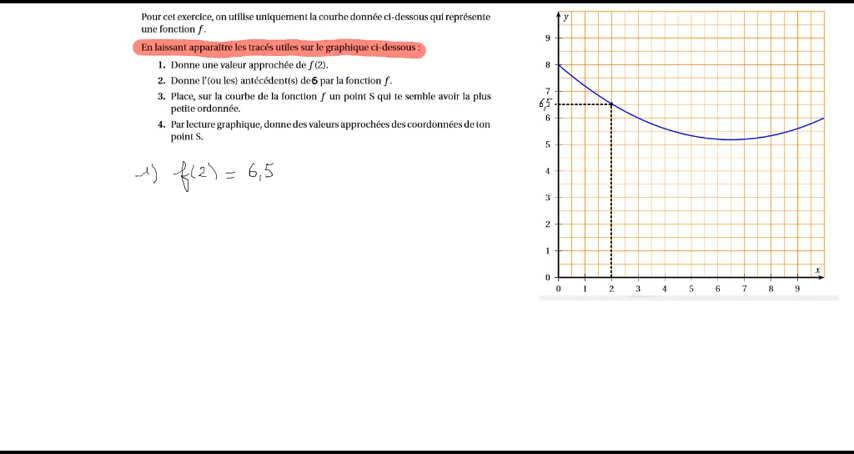 Pour cet exercice, on utilise uniquement la courbe donnée ci-dessous qui représente
une fonction f.
En laissant apparaître les tracés utiles sur le graphique ci-dessous :
1. Donne une valeur approchée de f(2).
2. Donne l'(ou les) antécédent(s) de 6 par la fonction f.
3. Place, sur la courbe de la fonction f un point S qui te semble avoir la plus
petite ordonnée.
4. Par lecture graphique, donne des valeurs approchées des coordonnées de ton
point S.
1) f(2) = 6,5
y
9
8
7
6,5
6
5
4
3
2
1
0
x
0 1 2 3 4 5 6 7 8 9